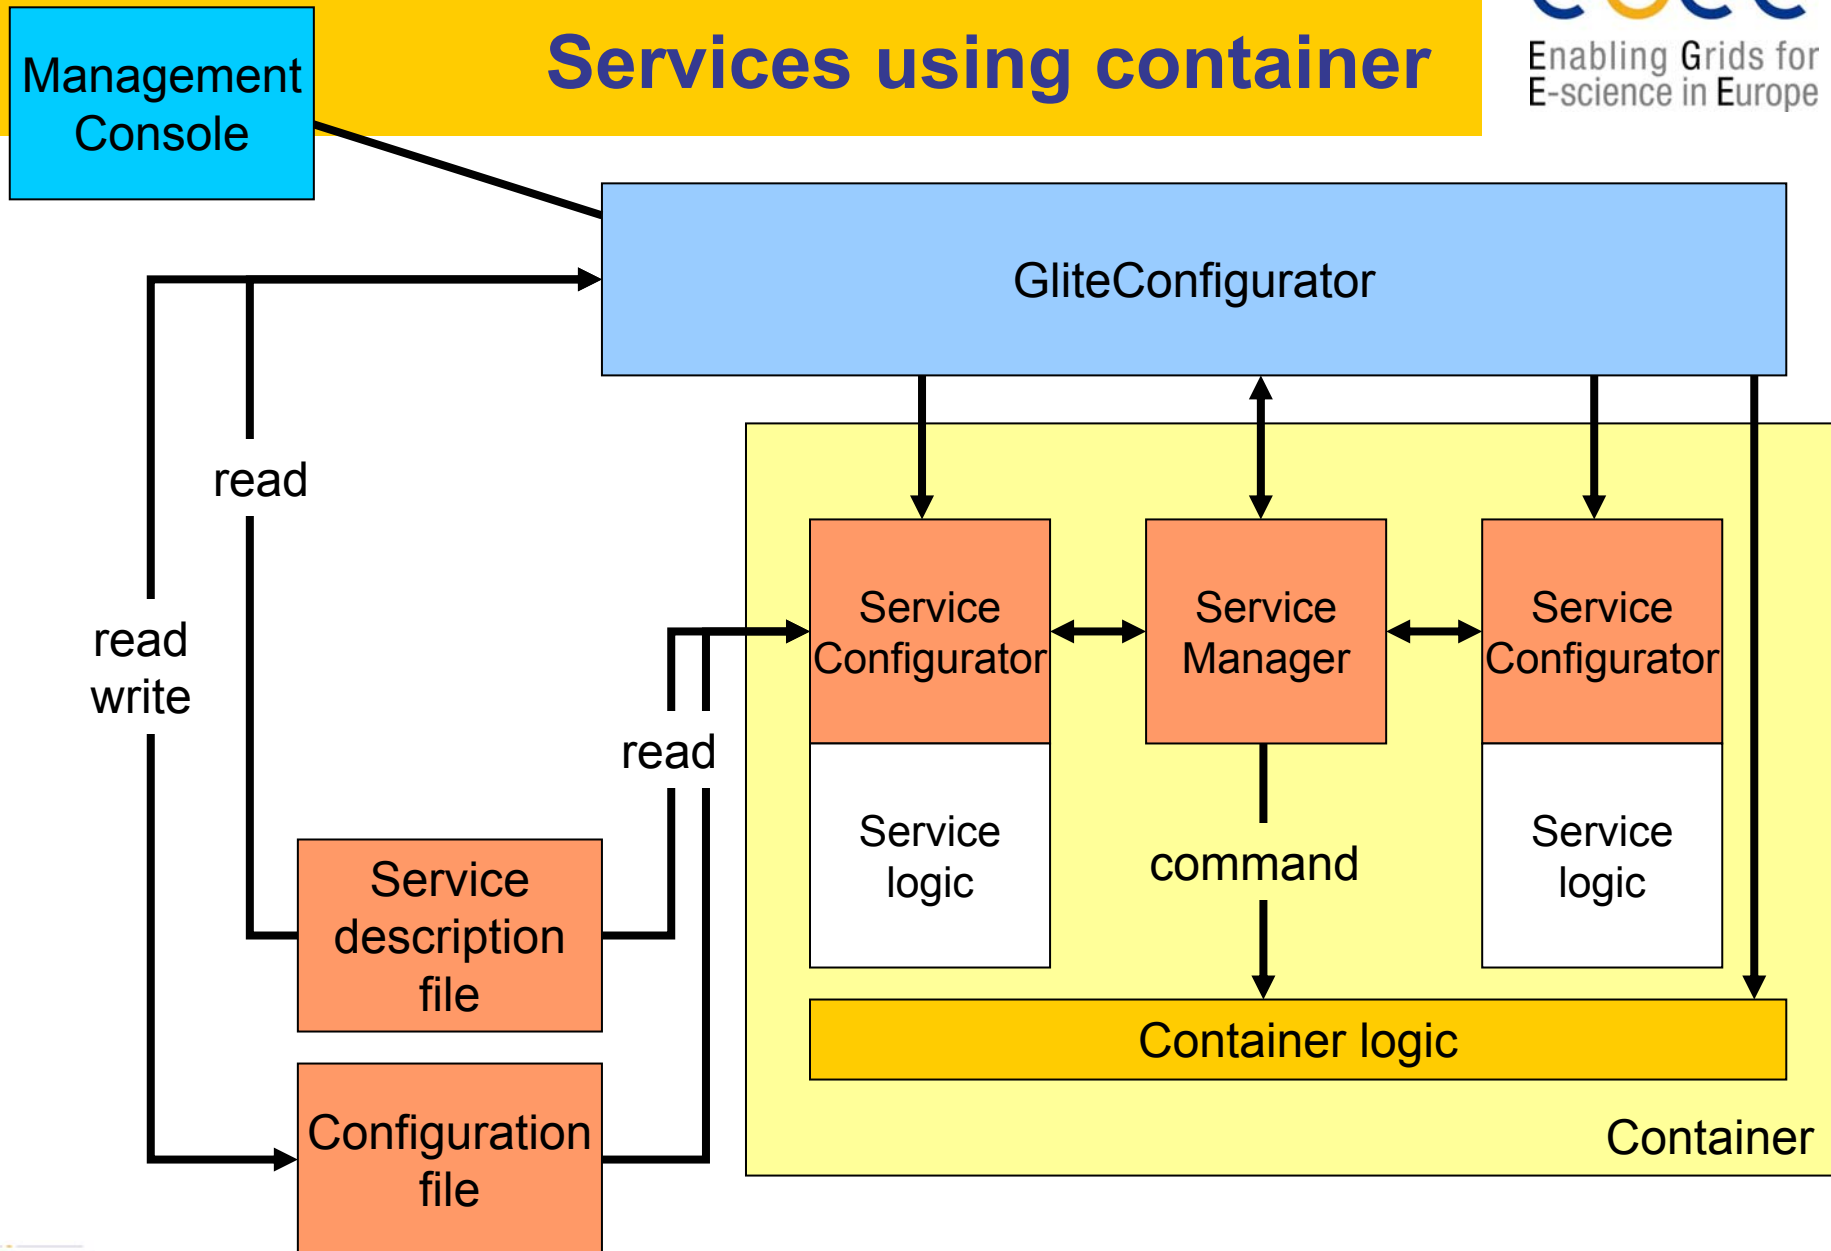 Management
Console
Services using container
Enabling Grids for
E-science in Europe
GliteConfigurator
read
read
write
read
Service
Configurator
Service
Manager
Service
Configurator
Service
logic
command
Service
logic
Service
description
file
Container logic
Configuration
file
Container